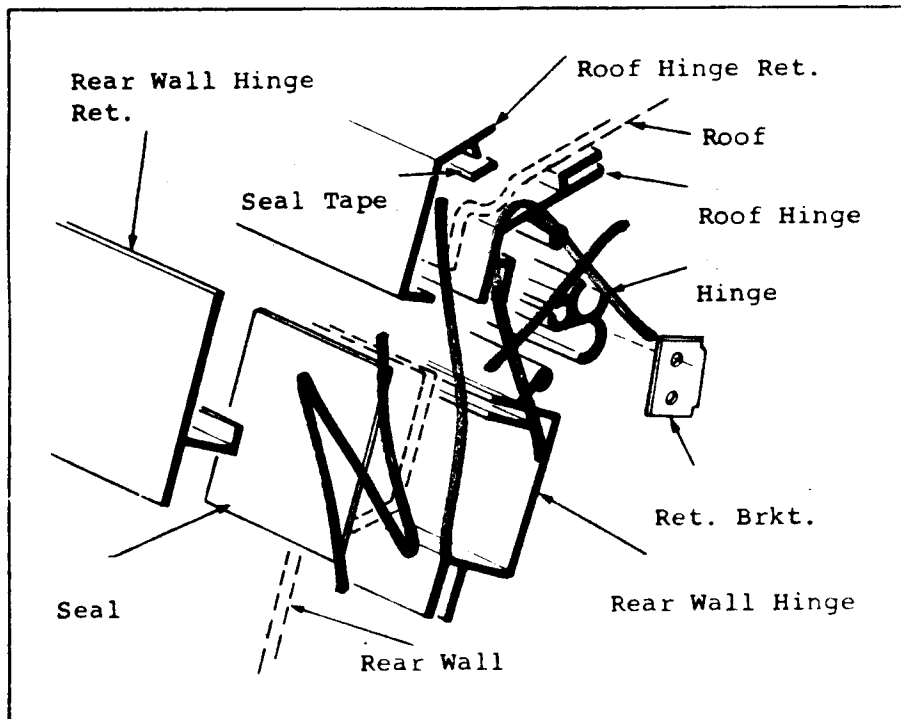 Rear Wall Hinge
Ret.
Roof Hinge Ret.
Roof
Seal Tape
Roof Hinge
Hinge
Ret. Brkt.
Seal
Rear Wall Hinge
Rear Wall